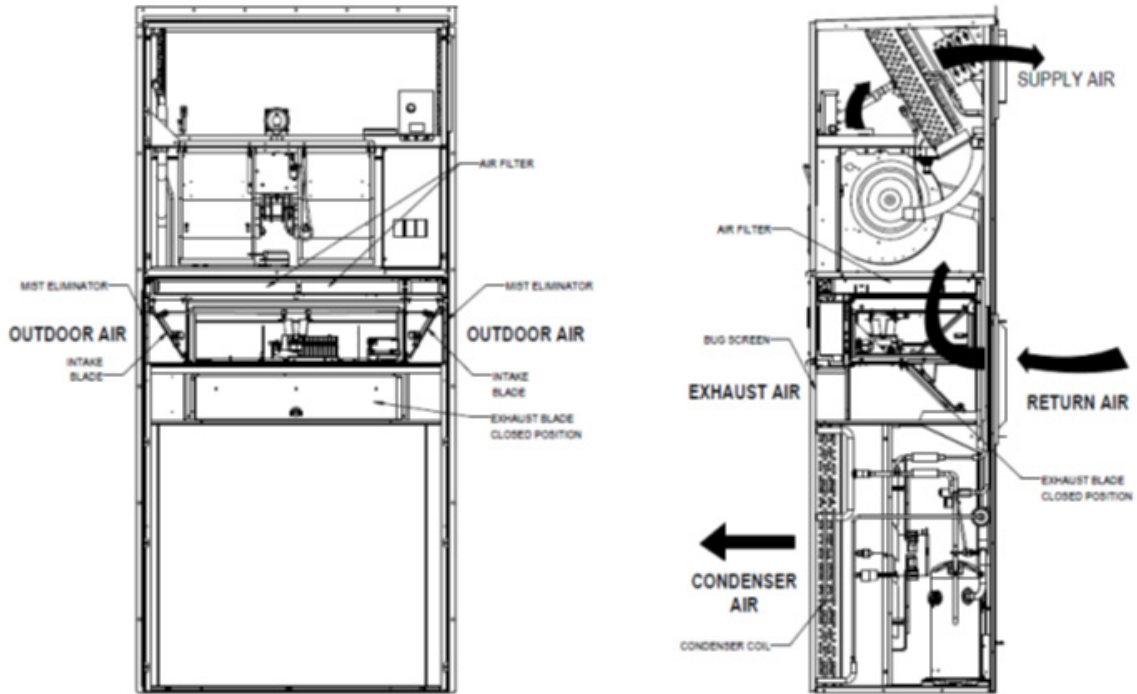 AIR FILTER
MIST ELIMINATOR
MIST ELIMINATOR
OUTDOOR AIR
OUTDOOR AIR
INTAKE
BLADE
INTAKE
BLADE
EXHAUST BLADE
CLOSED POSITION
SUPPLY AIR
AIR FILTER
BUG SCREEN
EXHAUST AIR
RETURN AIR
EXHAUST BLADE
CLOSED POSITION
CONDENSER
AIR
CONDENSER COIL